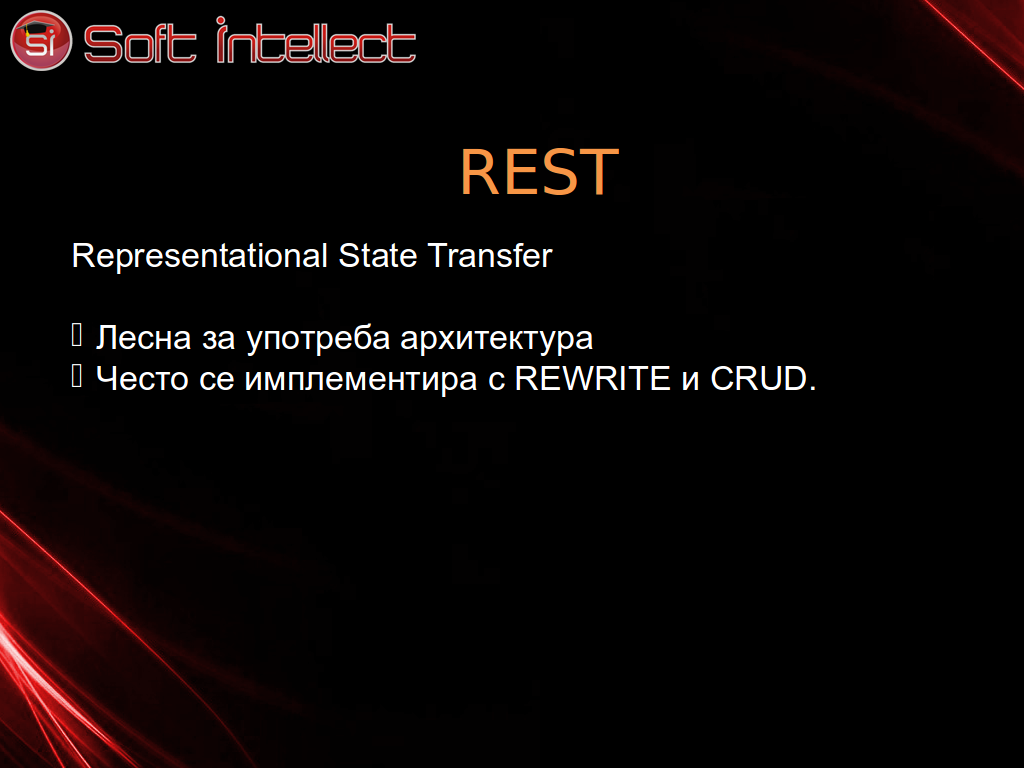 Si Soft Intellect
REST
Representational State Transfer
Лесна за употреба архитектура
Често се имплементира с REWRITE и CRUD.